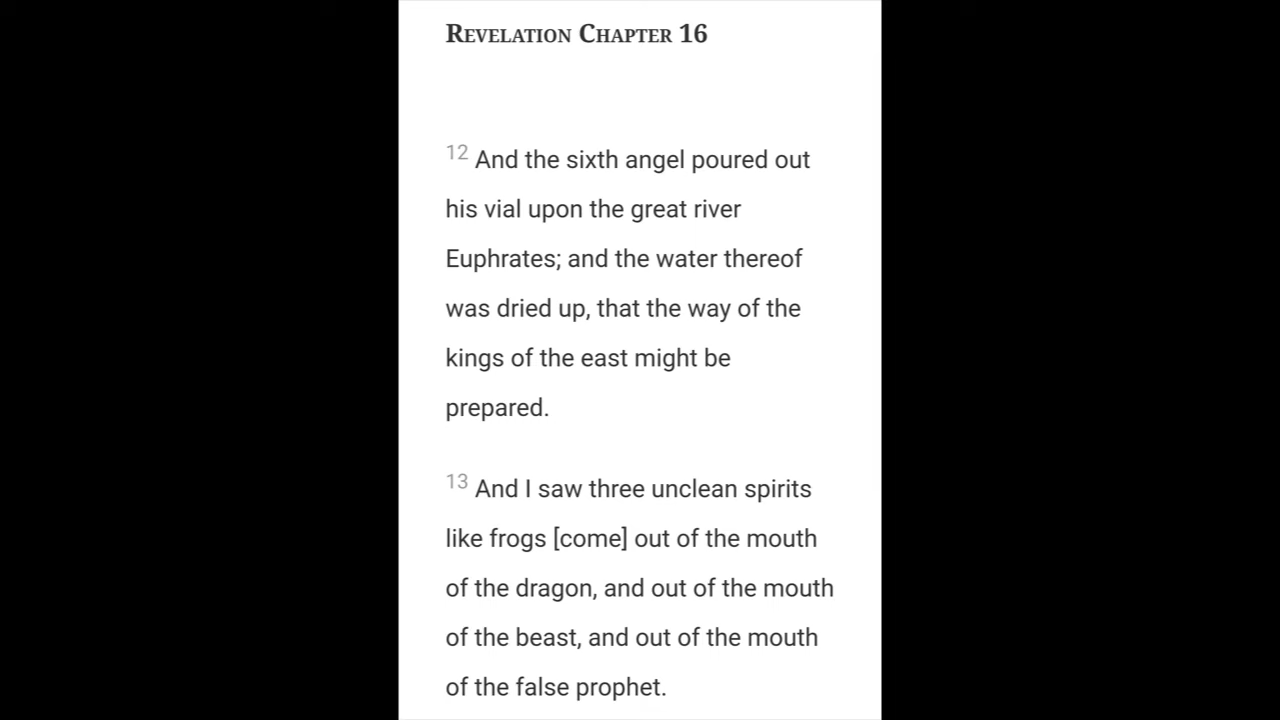 Revelation Chapter 16
12 And the sixth angel poured out
his vial upon the great river
Euphrates; and the water thereof
was dried up, that the way of the
kings of the east might be
prepared.
13 And I saw three unclean spirits
like frogs [come] out of the mouth
of the dragon, and out of the mouth
of the beast, and out of the mouth
of the false prophet.